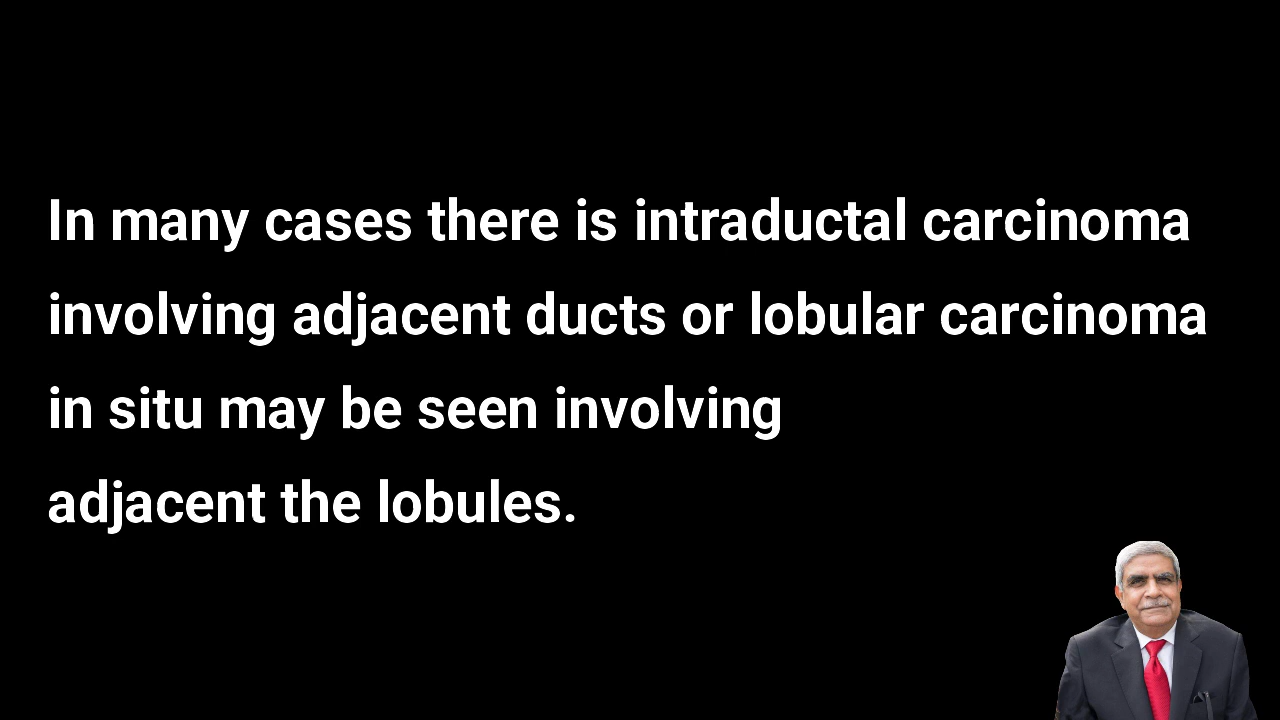 In many cases there is intraductal carcinoma
involving adjacent ducts or lobular carcinoma
in situ may be seen involving
adjacent the lobules.